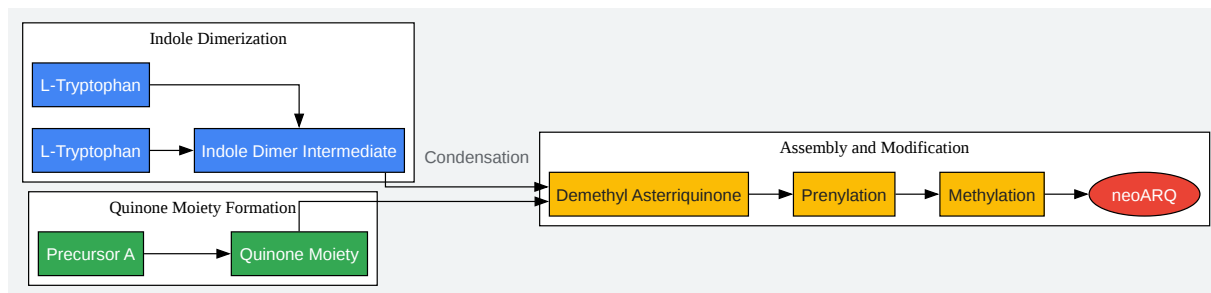 Indole Dimerization
L-Tryptophan
L-Tryptophan
Indole Dimer Intermediate
Condensation
Quinone Moiety Formation
Precursor A
Quinone Moiety
Assembly and Modification
Demethyl Asterriquinone
Prenylation
Methylation
neoARQ